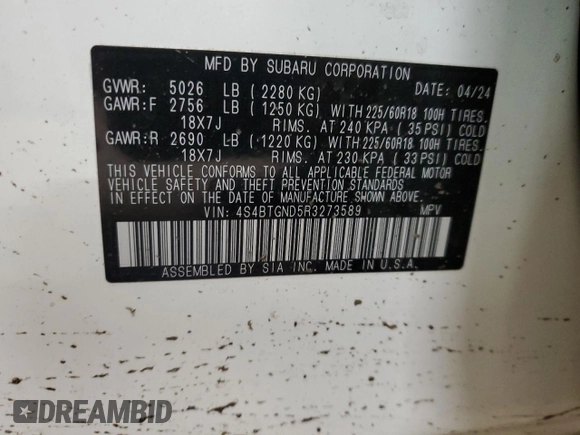 MFD BY SUBARU CORPORATION DATE: 04/24
GVWR: 5026 LB ( 2280 KG)
GAWR:F 2756 LB ( 1250 KG) WITH 225/60R18 100H TIRES.
18X7J RIMS. AT 240 KPA ( 35 PSI) COLD
GAWR:R 2690 LB ( 1220 KG) WITH 225/60R18 100H TIRES.
18X7J RIMS. AT 230 KPA ( 33 PSI) COLD
THIS VEHICLE CONFORMS TO ALL APPLICABLE FEDERAL MOTOR
VEHICLE SAFETY AND THEFT PREVENTION STANDARDS
IN EFFECT ON THE DATE OF MANUFACTURE SHOWN ABOVE.
VIN: 4S4BTGND5R3273589 MPV
ASSEMBLED BY SIA INC. MADE IN U.S.A.
DREAMBID